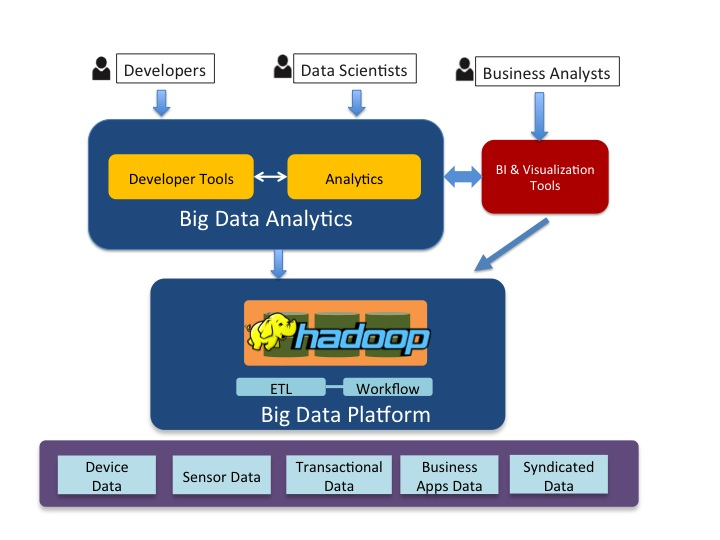 Developers
Data Scientists
Business Analysts
Developer Tools
Analytics
BI & Visualization
Tools
Big Data Analytics
hadoop
ETL
Workflow
Big Data Platform
Device
Data
Sensor Data
Transactional
Data
Business
Apps Data
Syndicated
Data